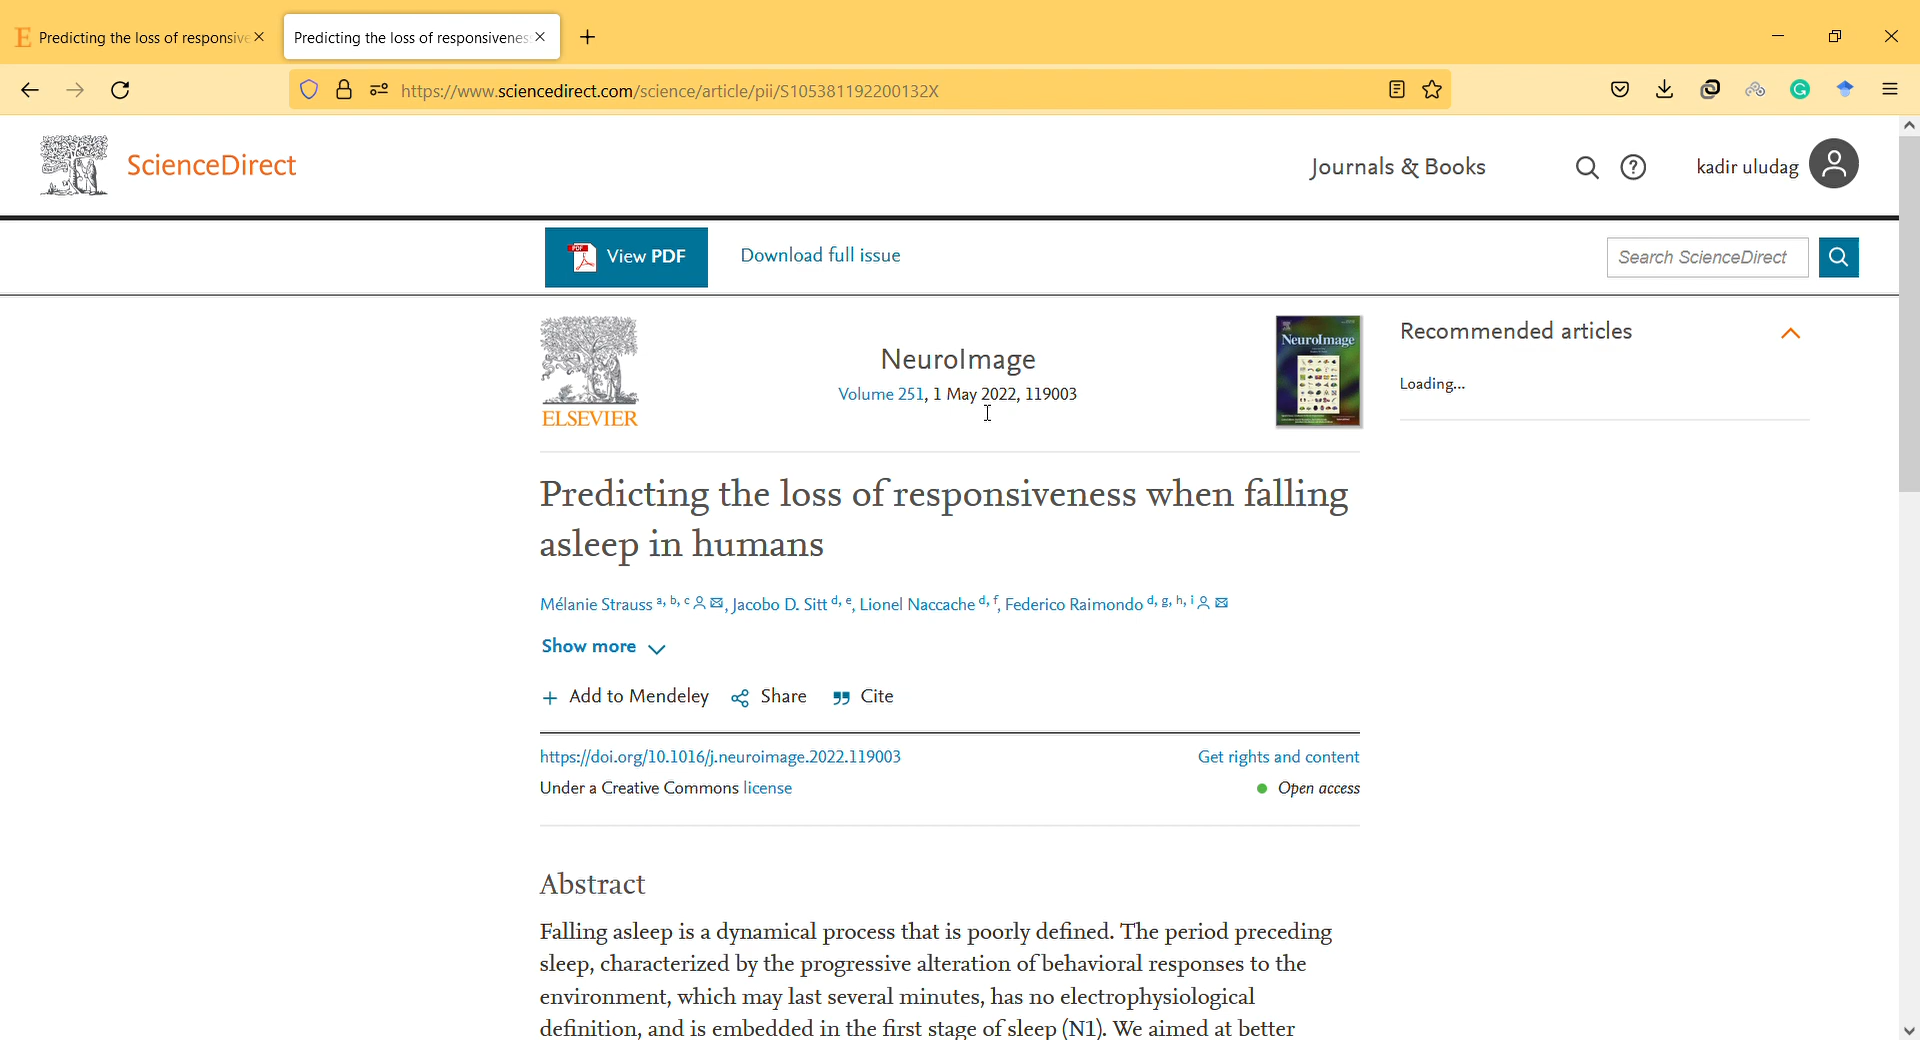 Predicting the loss of responsive
Predicting the loss of responsivenes
https://www.sciencedirect.com/science/article/pii/S105381192200132X
ScienceDirect
Journals & Books
kadir uludag
View PDF
Download full issue
Search ScienceDirect
ELSEVIER
NeuroImage
Volume 251, 1 May 2022, 119003
NeuroImage
Recommended articles
Loading...
Predicting the loss of responsiveness when falling
asleep in humans
Mélanie Strauss a, b, c, Jacobo D. Sitt d, e, Lionel Naccache d, f, Federico Raimondo d, g, h, i
Show more
+ Add to Mendeley Share Cite
https://doi.org/10.1016/j.neuroimage.2022.119003
Get rights and content
Under a Creative Commons license
Open access
Abstract
Falling asleep is a dynamical process that is poorly defined. The period preceding
sleep, characterized by the progressive alteration of behavioral responses to the
environment, which may last several minutes, has no electrophysiological
definition, and is embedded in the first stage of sleep (N1). We aimed at better